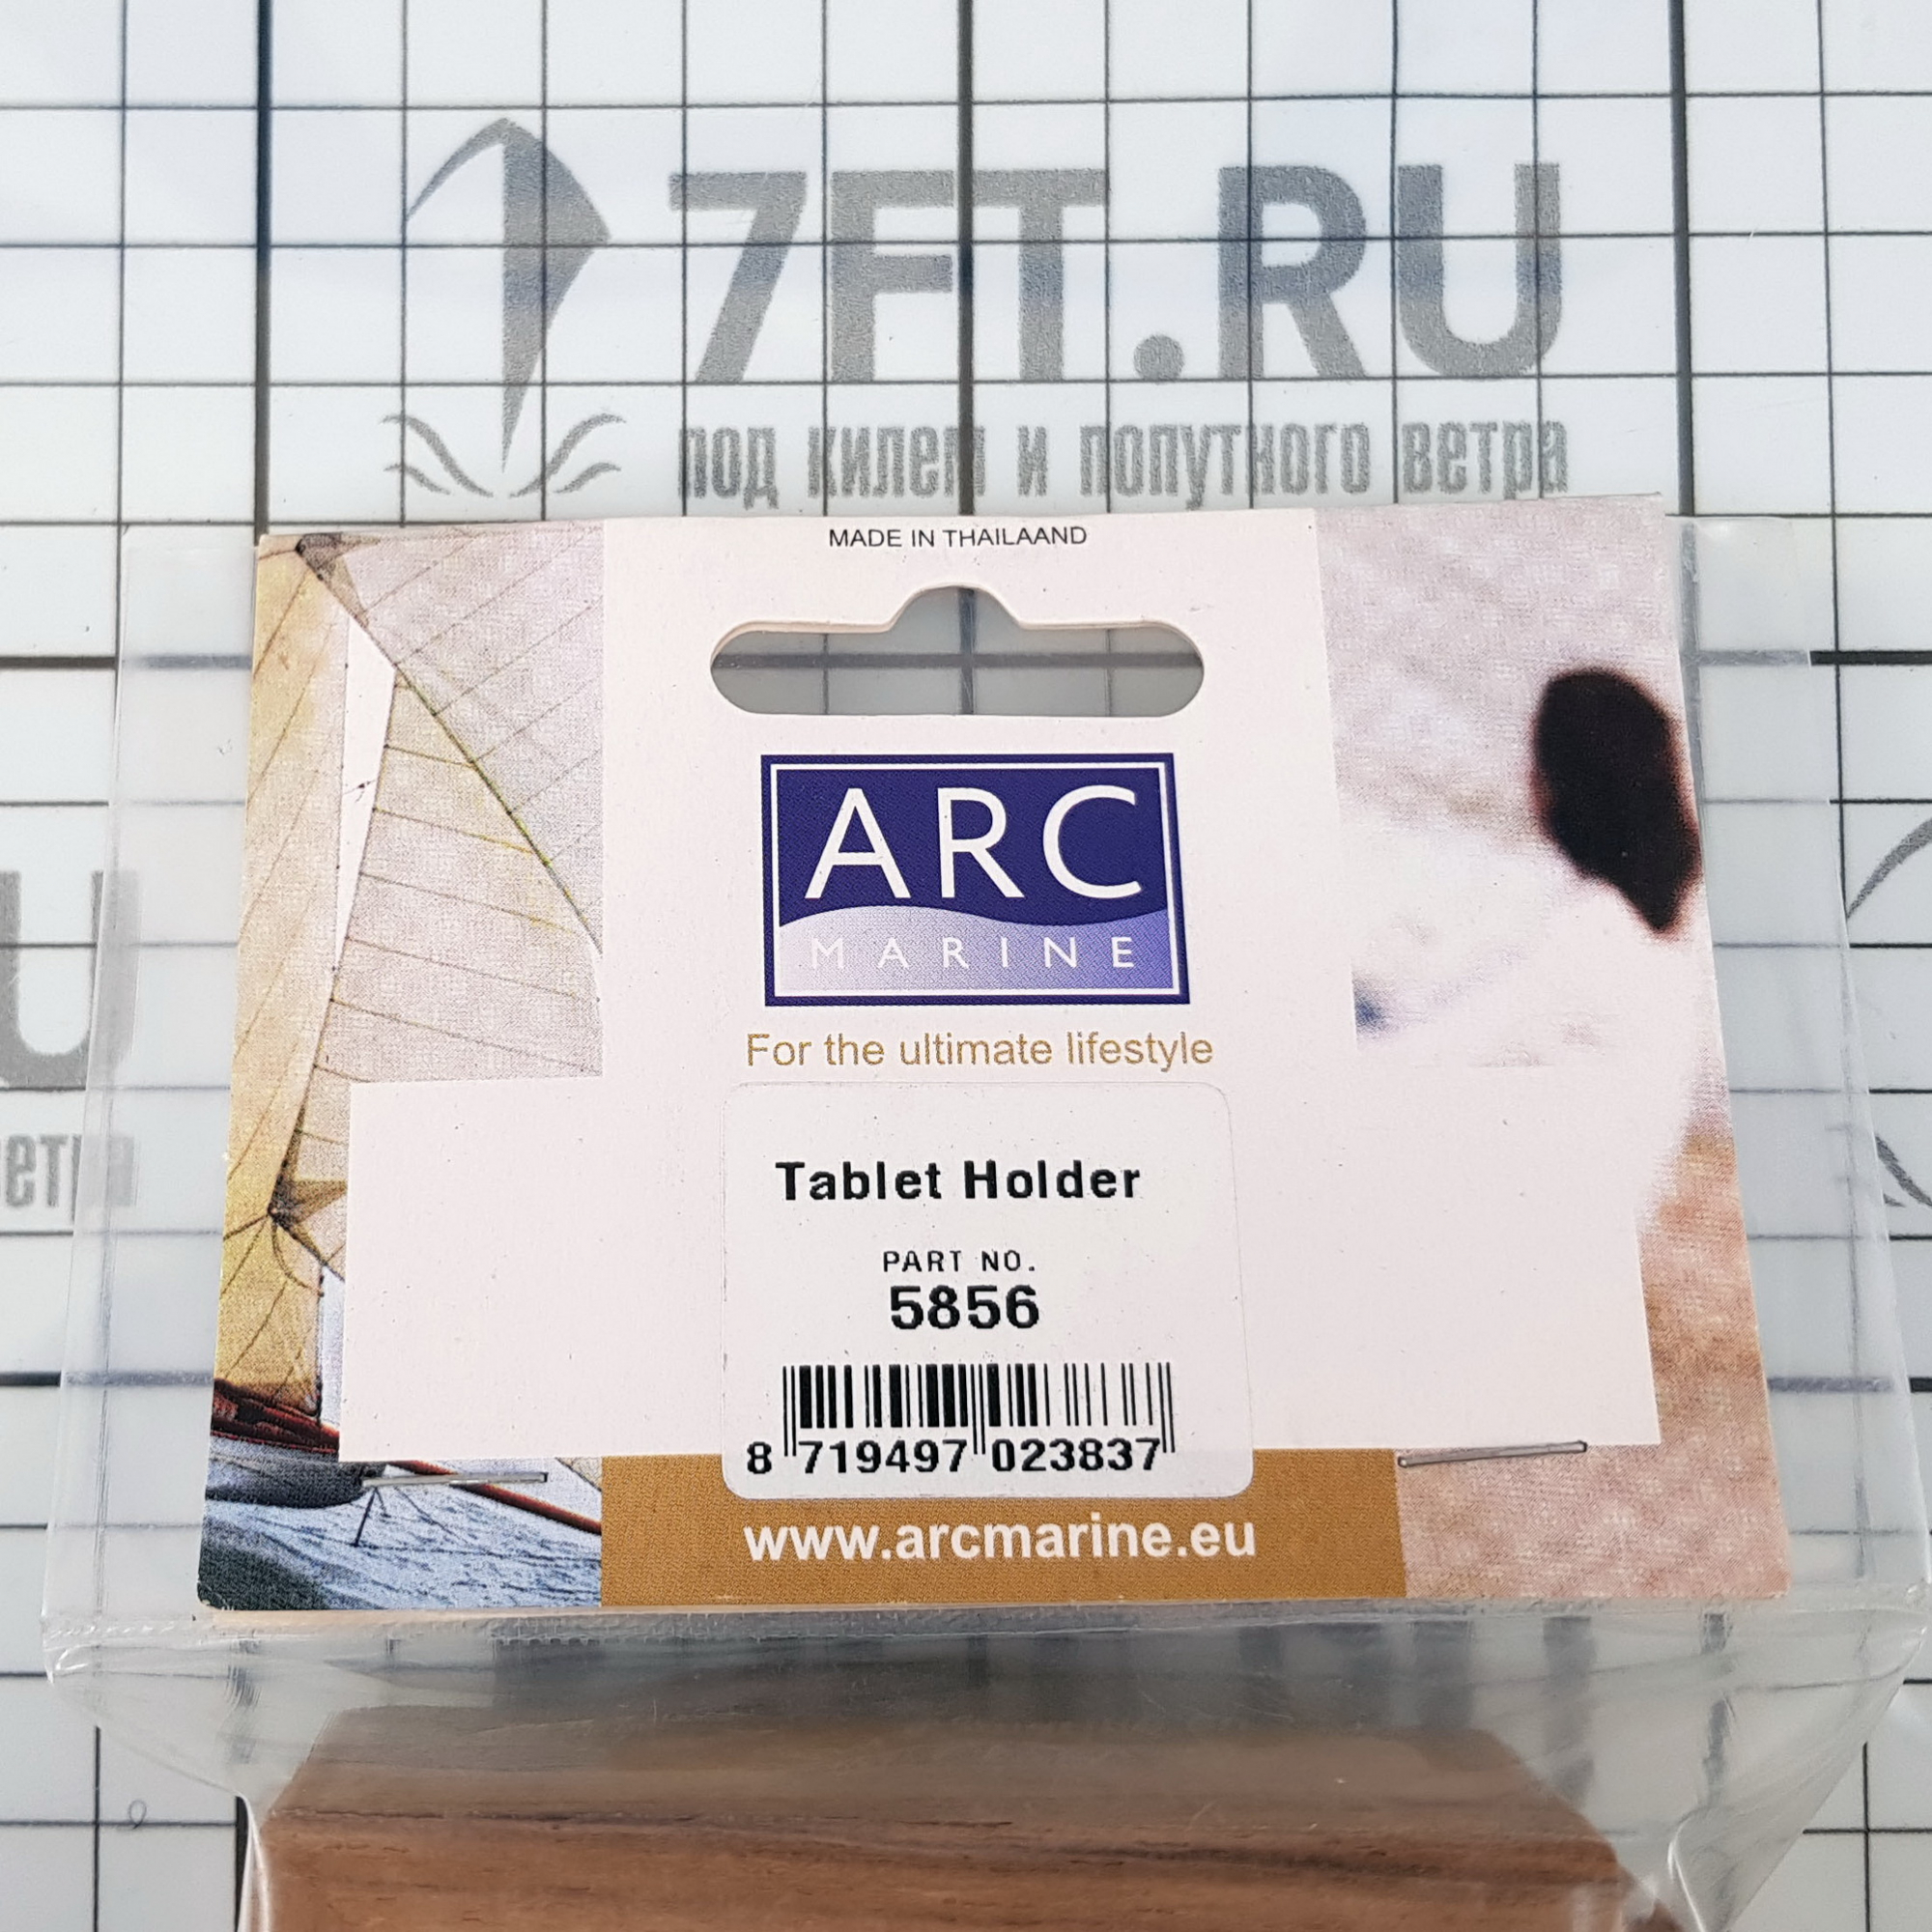 7FT.RU
под килем и попутного ветра
MADE IN THAILAAND
ARC
MARINE
For the ultimate lifestyle
U
ветра
Tablet Holder
PART NO.
5856
8 719497 023837
www.arcmarine.eu